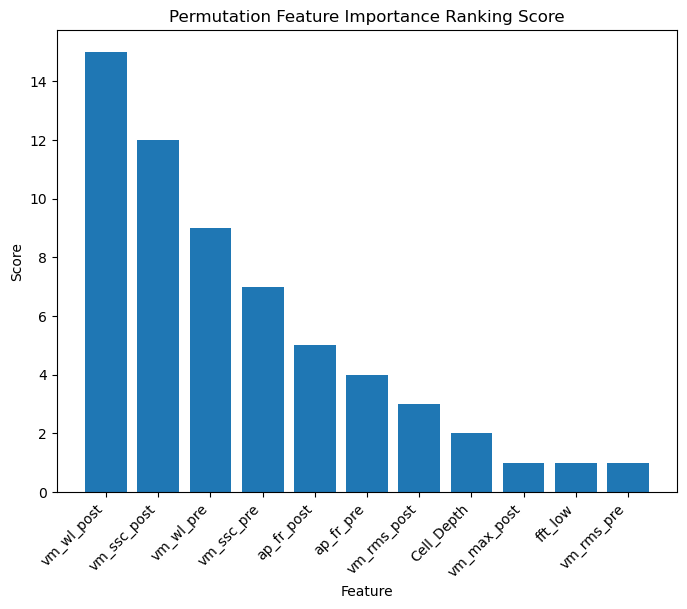 Permutation Feature Importance Ranking Score
Score
14
12
10
8
6
4
2
0
vm_wl_post
vm_ssc_post
vm_wl_pre
vm_ssc_pre
ap_fr_post
ap_fr_pre
vm_rms_post
Cell_Depth
vm_max_post
fft_low
vm_rms_pre
Feature